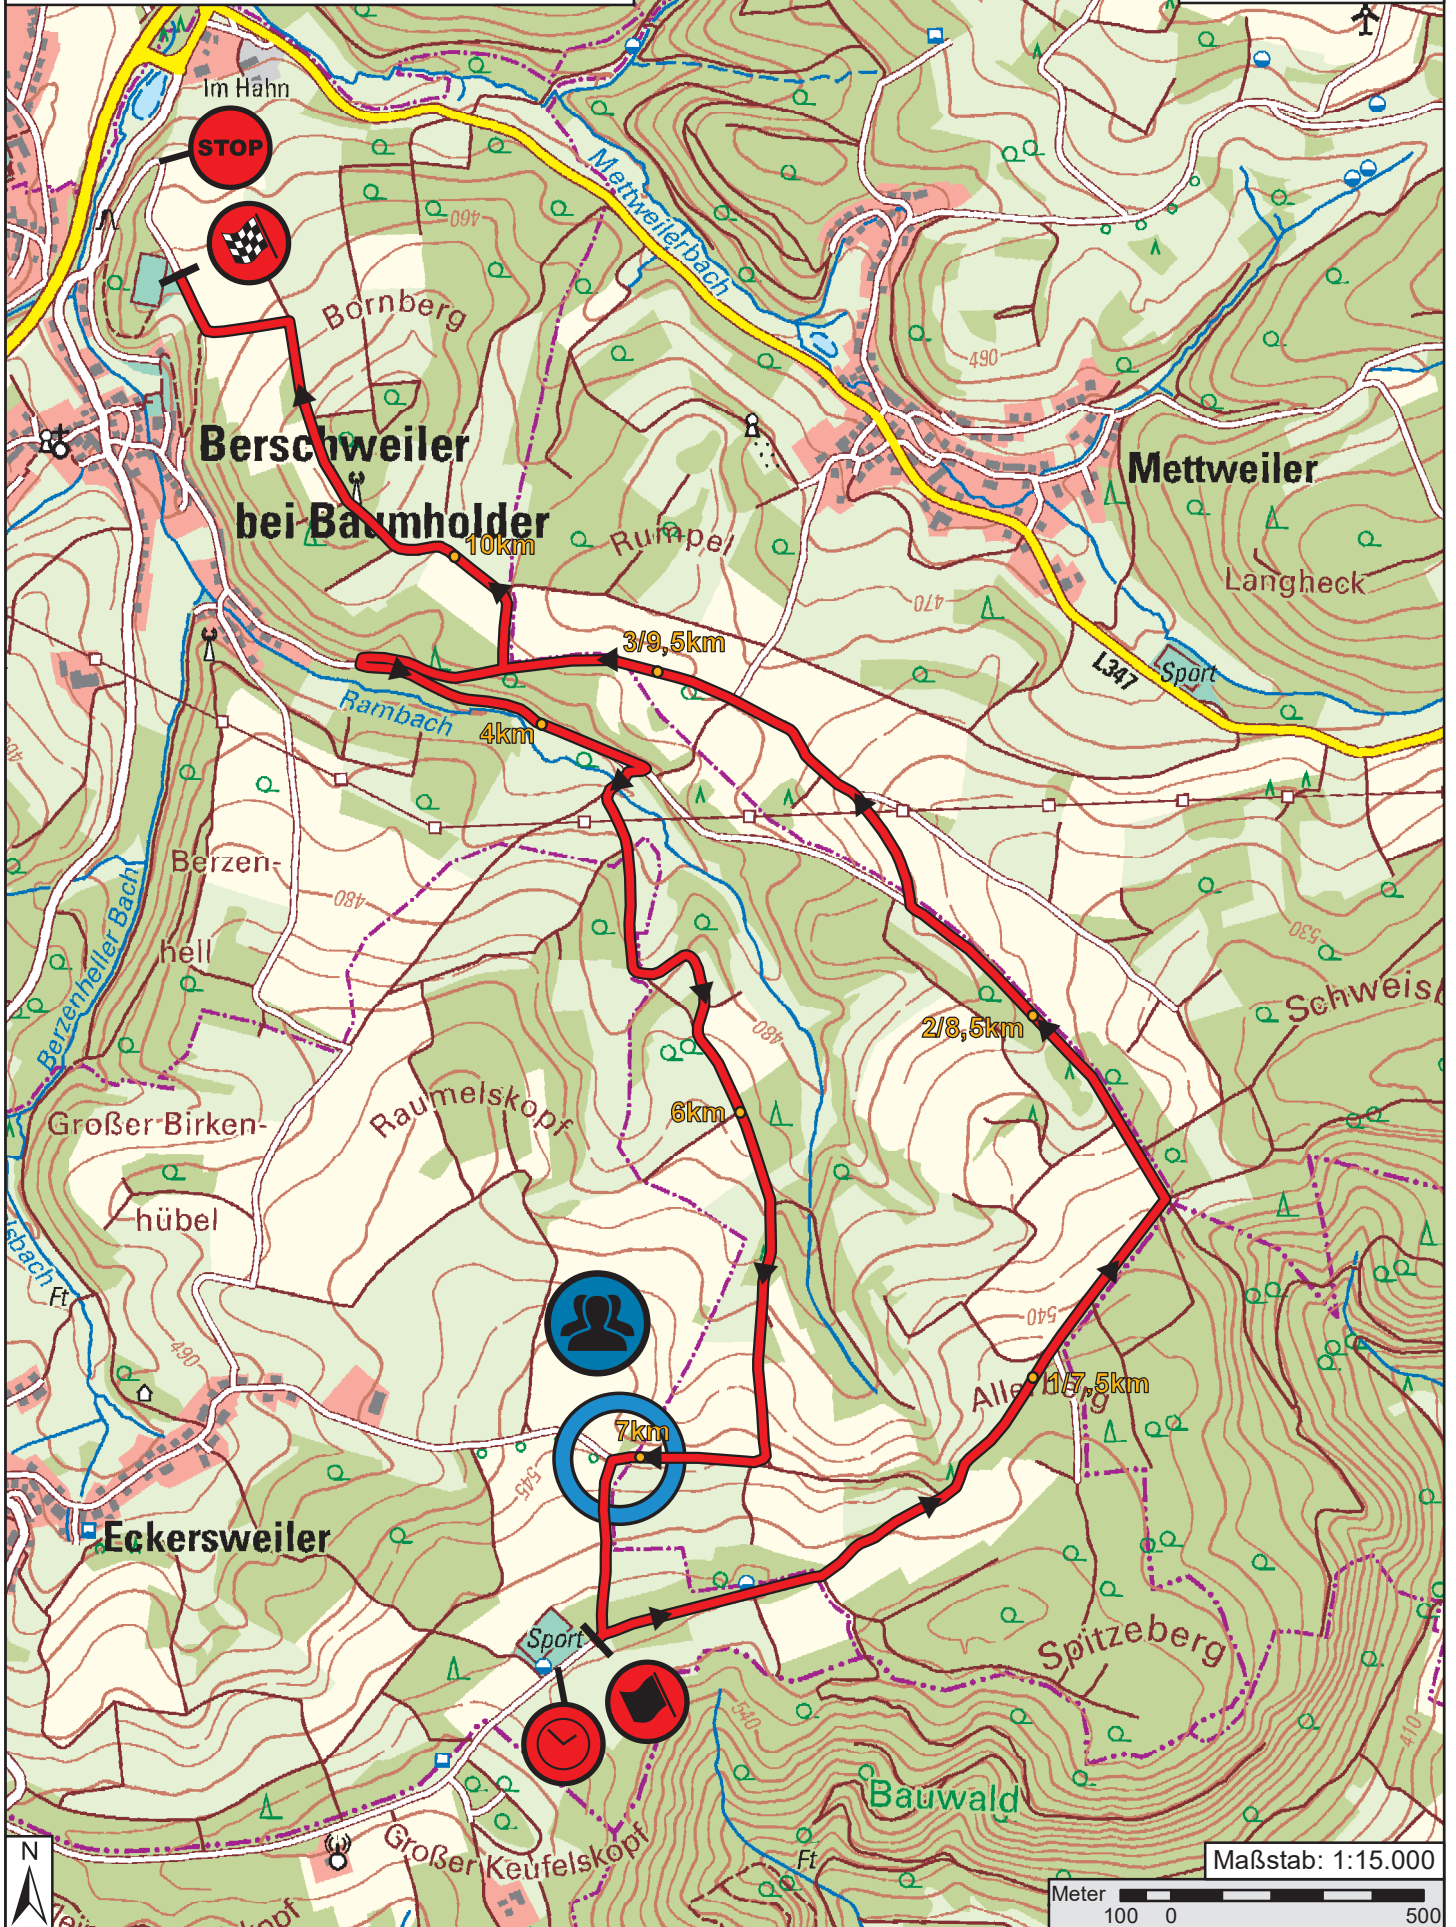 Im Hahn
STOP
460
Mettweilerbach
Bornberg
490
Berschweiler
bei Baumholder
Mettweiler
10km
Rumpel
Langheck
470
3/9,5km
L347
Sport
Rambach
4km
Berzen-
hell
480
Berzenheller Bach
530
Schweisb
2/8,5km
480
Raumelskopf
6km
Großer Birken-
hübel
sbach
Ft
540
490
Allenberg
1/7,5km
7km
545
Eckersweiler
Sport
Spitzeberg
540
410
Bauwald
Großer Keufelskopf
Ft
N
Maßstab: 1:15.000
Meter
100 0 500